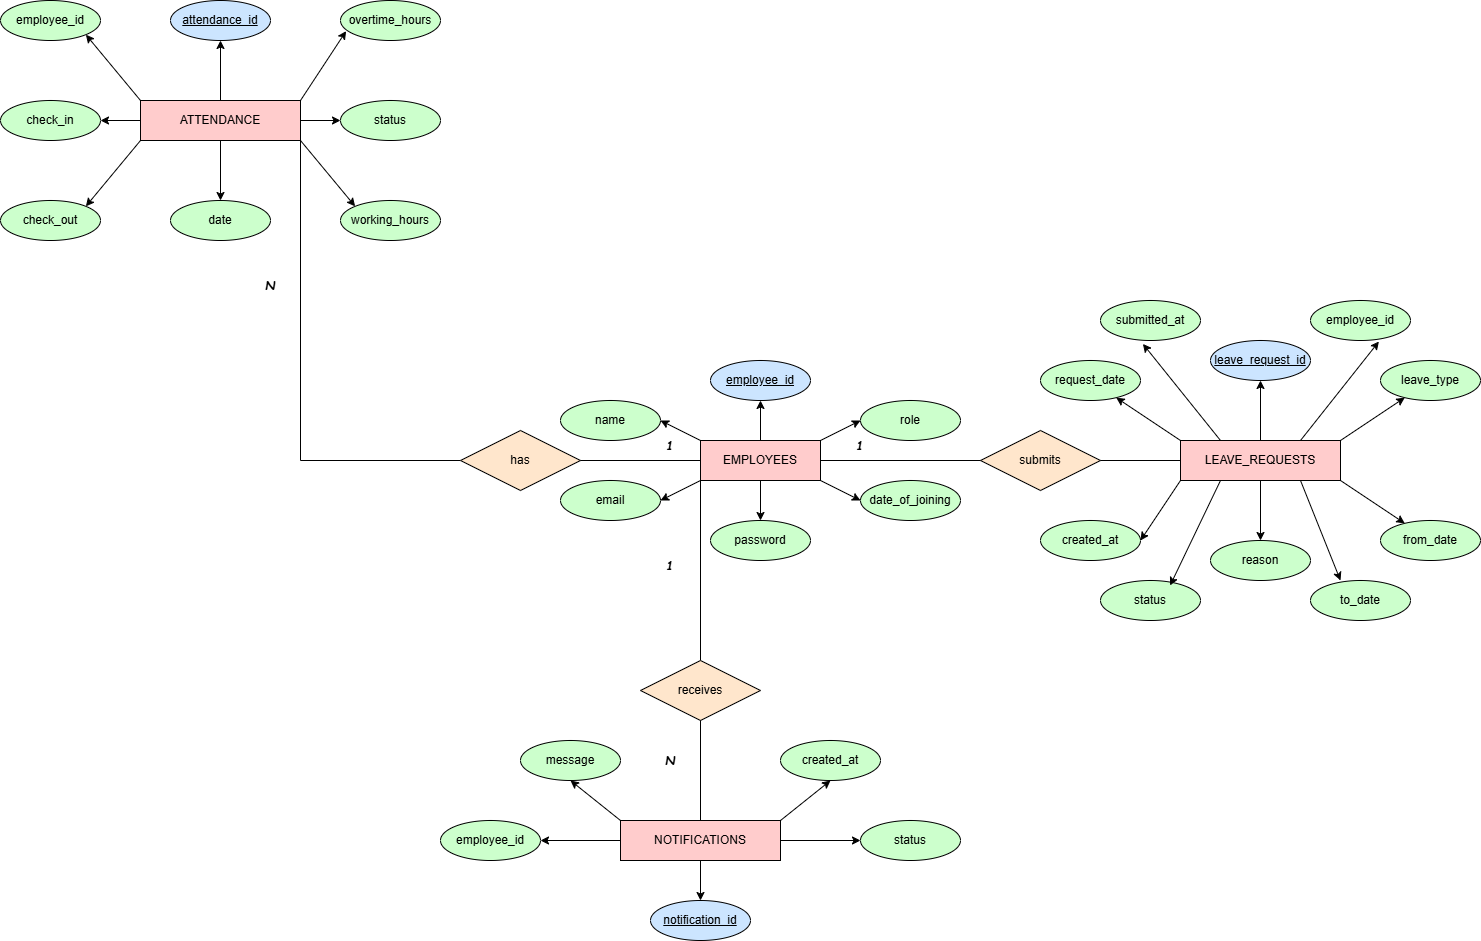 employee_id
attendance_id
overtime_hours
check_in
ATTENDANCE
status
check_out
date
working_hours
N
submitted_at
employee_id
leave_request_id
request_date
leave_type
employee_id
name
role
1
1
has
EMPLOYEES
submits
LEAVE_REQUESTS
email
date_of_joining
password
created_at
from_date
reason
1
status
to_date
receives
message
N
created_at
employee_id
NOTIFICATIONS
status
notification_id